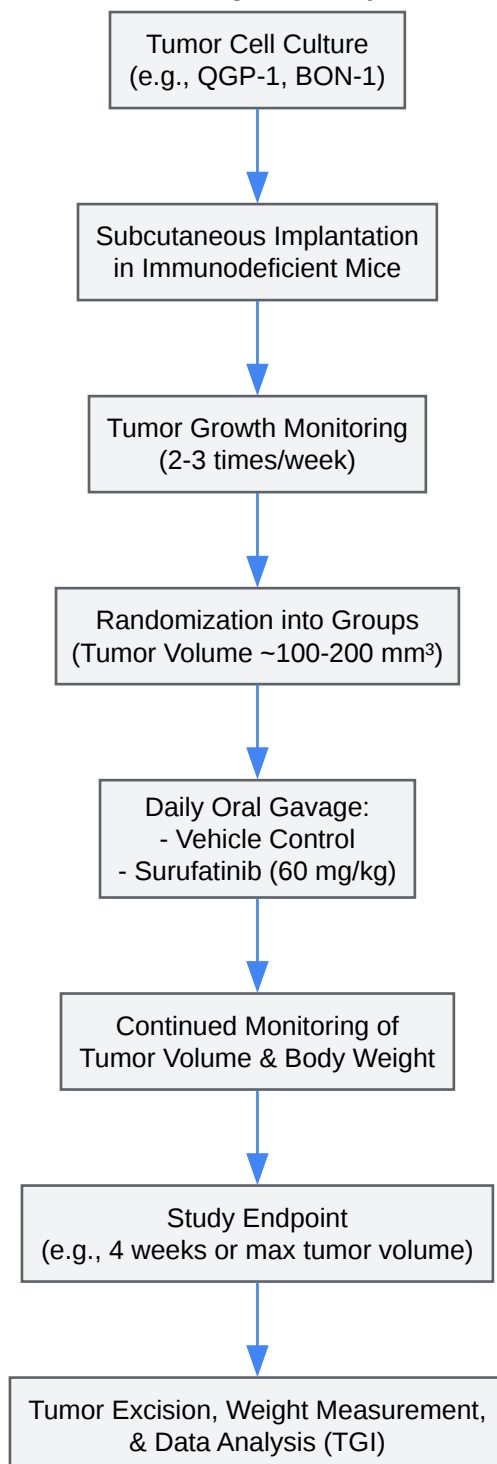 Tumor Cell Culture
(e.g., QGP-1, BON-1)
Subcutaneous Implantation
in Immunodeficient Mice
Tumor Growth Monitoring
(2-3 times/week)
Randomization into Groups
(Tumor Volume ~100-200 mm³)
Daily Oral Gavage:
- Vehicle Control
- Surufatinib (60 mg/kg)
Continued Monitoring of
Tumor Volume & Body Weight
Study Endpoint
(e.g., 4 weeks or max tumor volume)
Tumor Excision, Weight Measurement,
& Data Analysis (TGI)